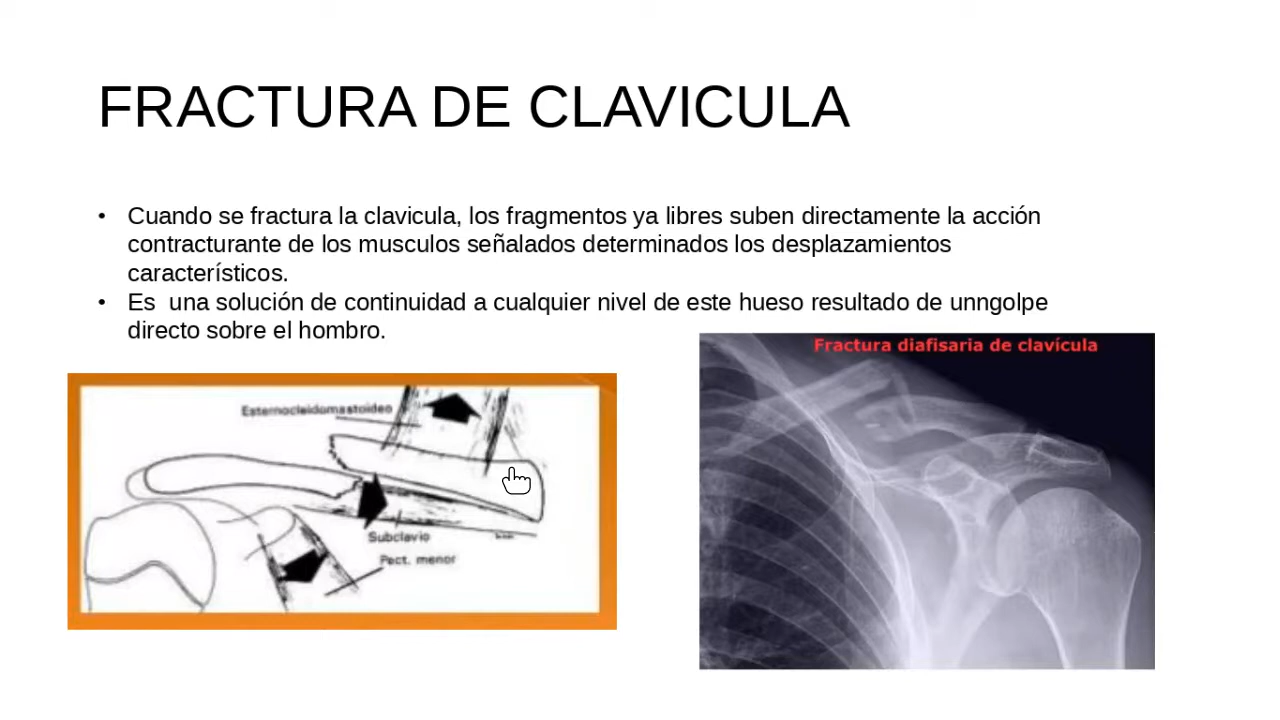 FRACTURA DE CLAVICULA
• Cuando se fractura la clavicula, los fragmentos ya libres suben directamente la acción
contracturante de los musculos señalados determinados los desplazamientos
característicos.
• Es  una solución de continuidad a cualquier nivel de este hueso resultado de unngolpe
directo sobre el hombro.
Fractura diafisaria de clavícula
Esternocleidomastoideo
Subclavio
Pect. menor